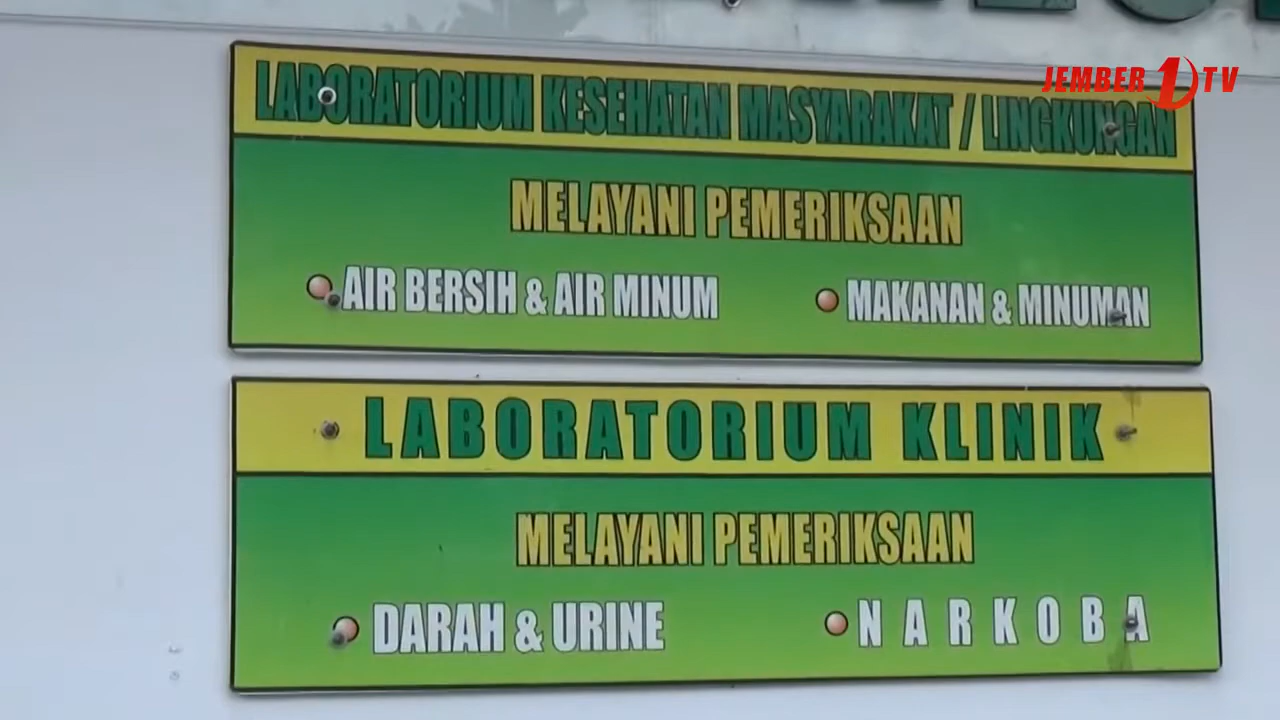 JEMBER 1 TV
LABORATORIUM KESEHATAN MASYARAKAT / LINGKUNGAN
MELAYANI PEMERIKSAAN
AIR BERSIH & AIR MINUM
MAKANAN & MINUMAN
LABORATORIUM KLINIK
MELAYANI PEMERIKSAAN
DARAH & URINE
NARKOBA